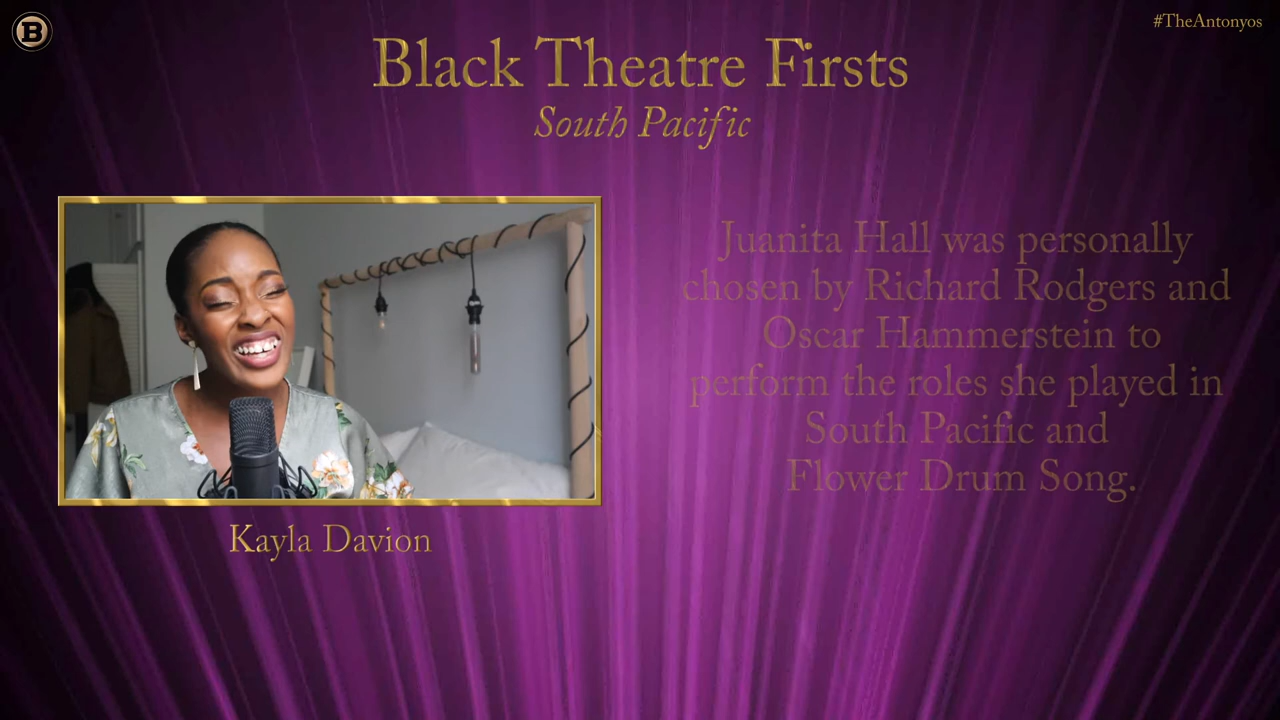 B
#TheAntonyos
Black Theatre Firsts
South Pacific
Juanita Hall was personally
chosen by Richard Rodgers and
Oscar Hammerstein to
perform the roles she played in
South Pacific and
Flower Drum Song.
Kayla Davion